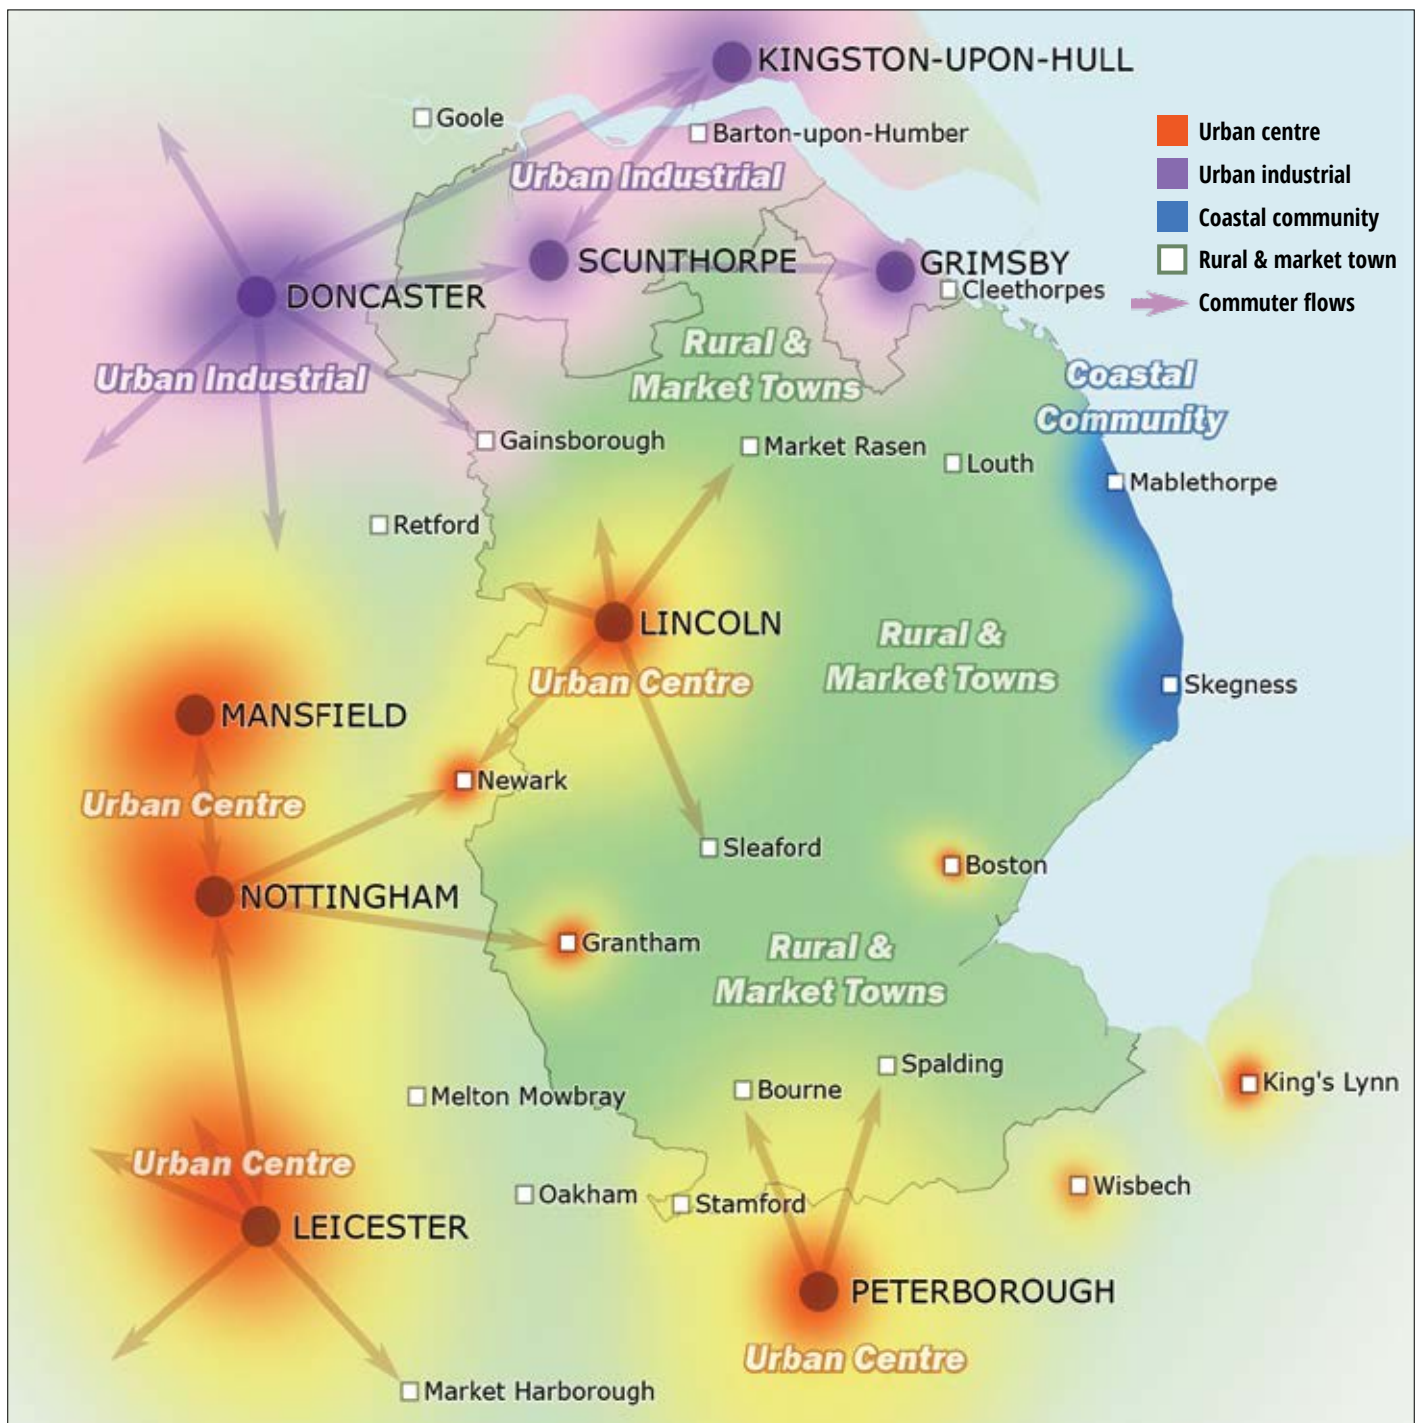 KINGSTON-UPON-HULL
Goole
Barton-upon-Humber
Urban centre
Urban industrial
Coastal community
Rural & market town
Commuter flows
Urban Industrial
SCUNTHORPE
GRIMSBY
Cleethorpes
DONCASTER
Urban Industrial
Rural &
Market Towns
Coastal
Community
Gainsborough
Market Rasen
Louth
Mablethorpe
Retford
LINCOLN
Urban Centre
Rural &
Market Towns
Skegness
MANSFIELD
Urban Centre
Newark
Sleaford
Boston
NOTTINGHAM
Grantham
Rural &
Market Towns
Spalding
Bourne
Melton Mowbray
King's Lynn
Urban Centre
Oakham
Stamford
Wisbech
LEICESTER
PETERBOROUGH
Urban Centre
Market Harborough